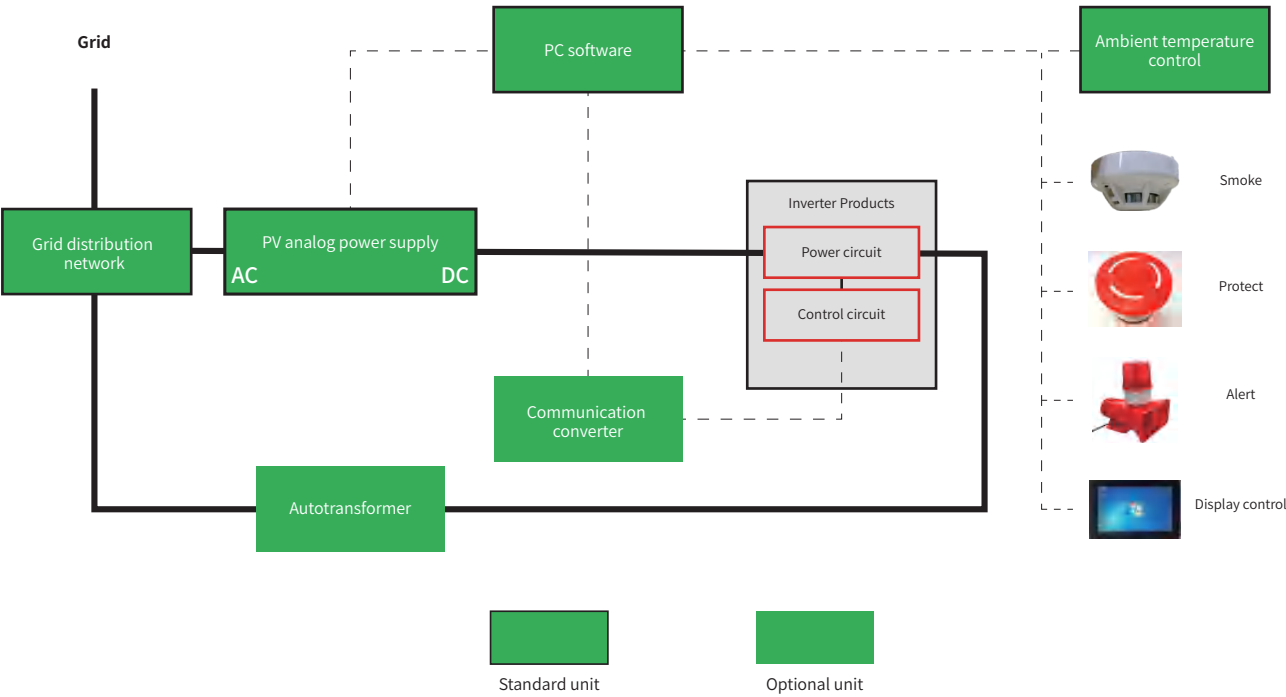 Grid
PC software
Ambient temperature
control
Smoke
Inverter Products
Grid distribution
network
PV analog power supply
AC
DC
Power circuit
Protect
Control circuit
Communication
converter
Alert
Autotransformer
Display control
Standard unit
Optional unit